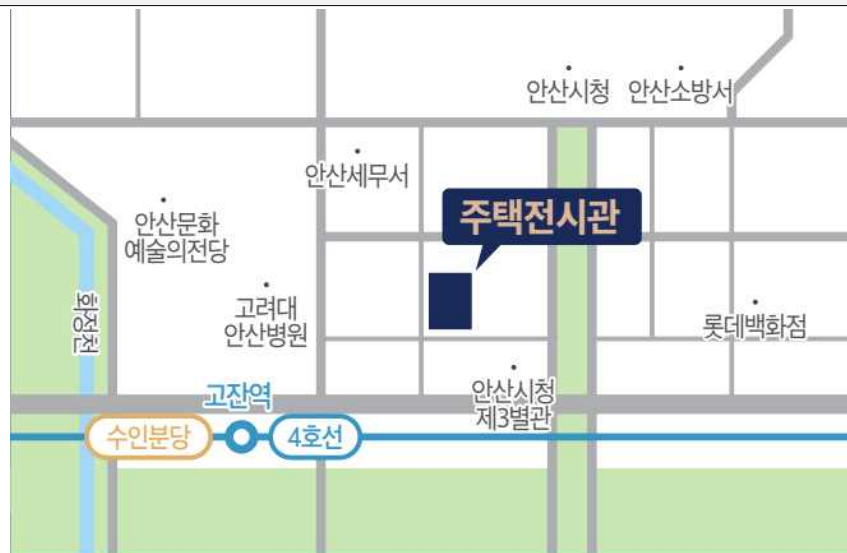 안산시청
안산소방서
안산세무서
안산문화
예술의전당
주택전시관
고려대
안산병원
화정천
롯데백화점
안산시청
제3별관
고잔역
수인분당
4호선